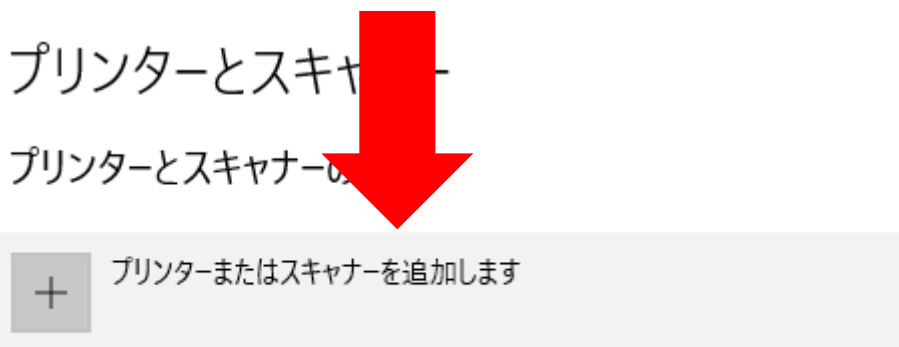 プリンターとスキャ ー
プリンターとスキャナーの
プリンターまたはスキャナーを追加します